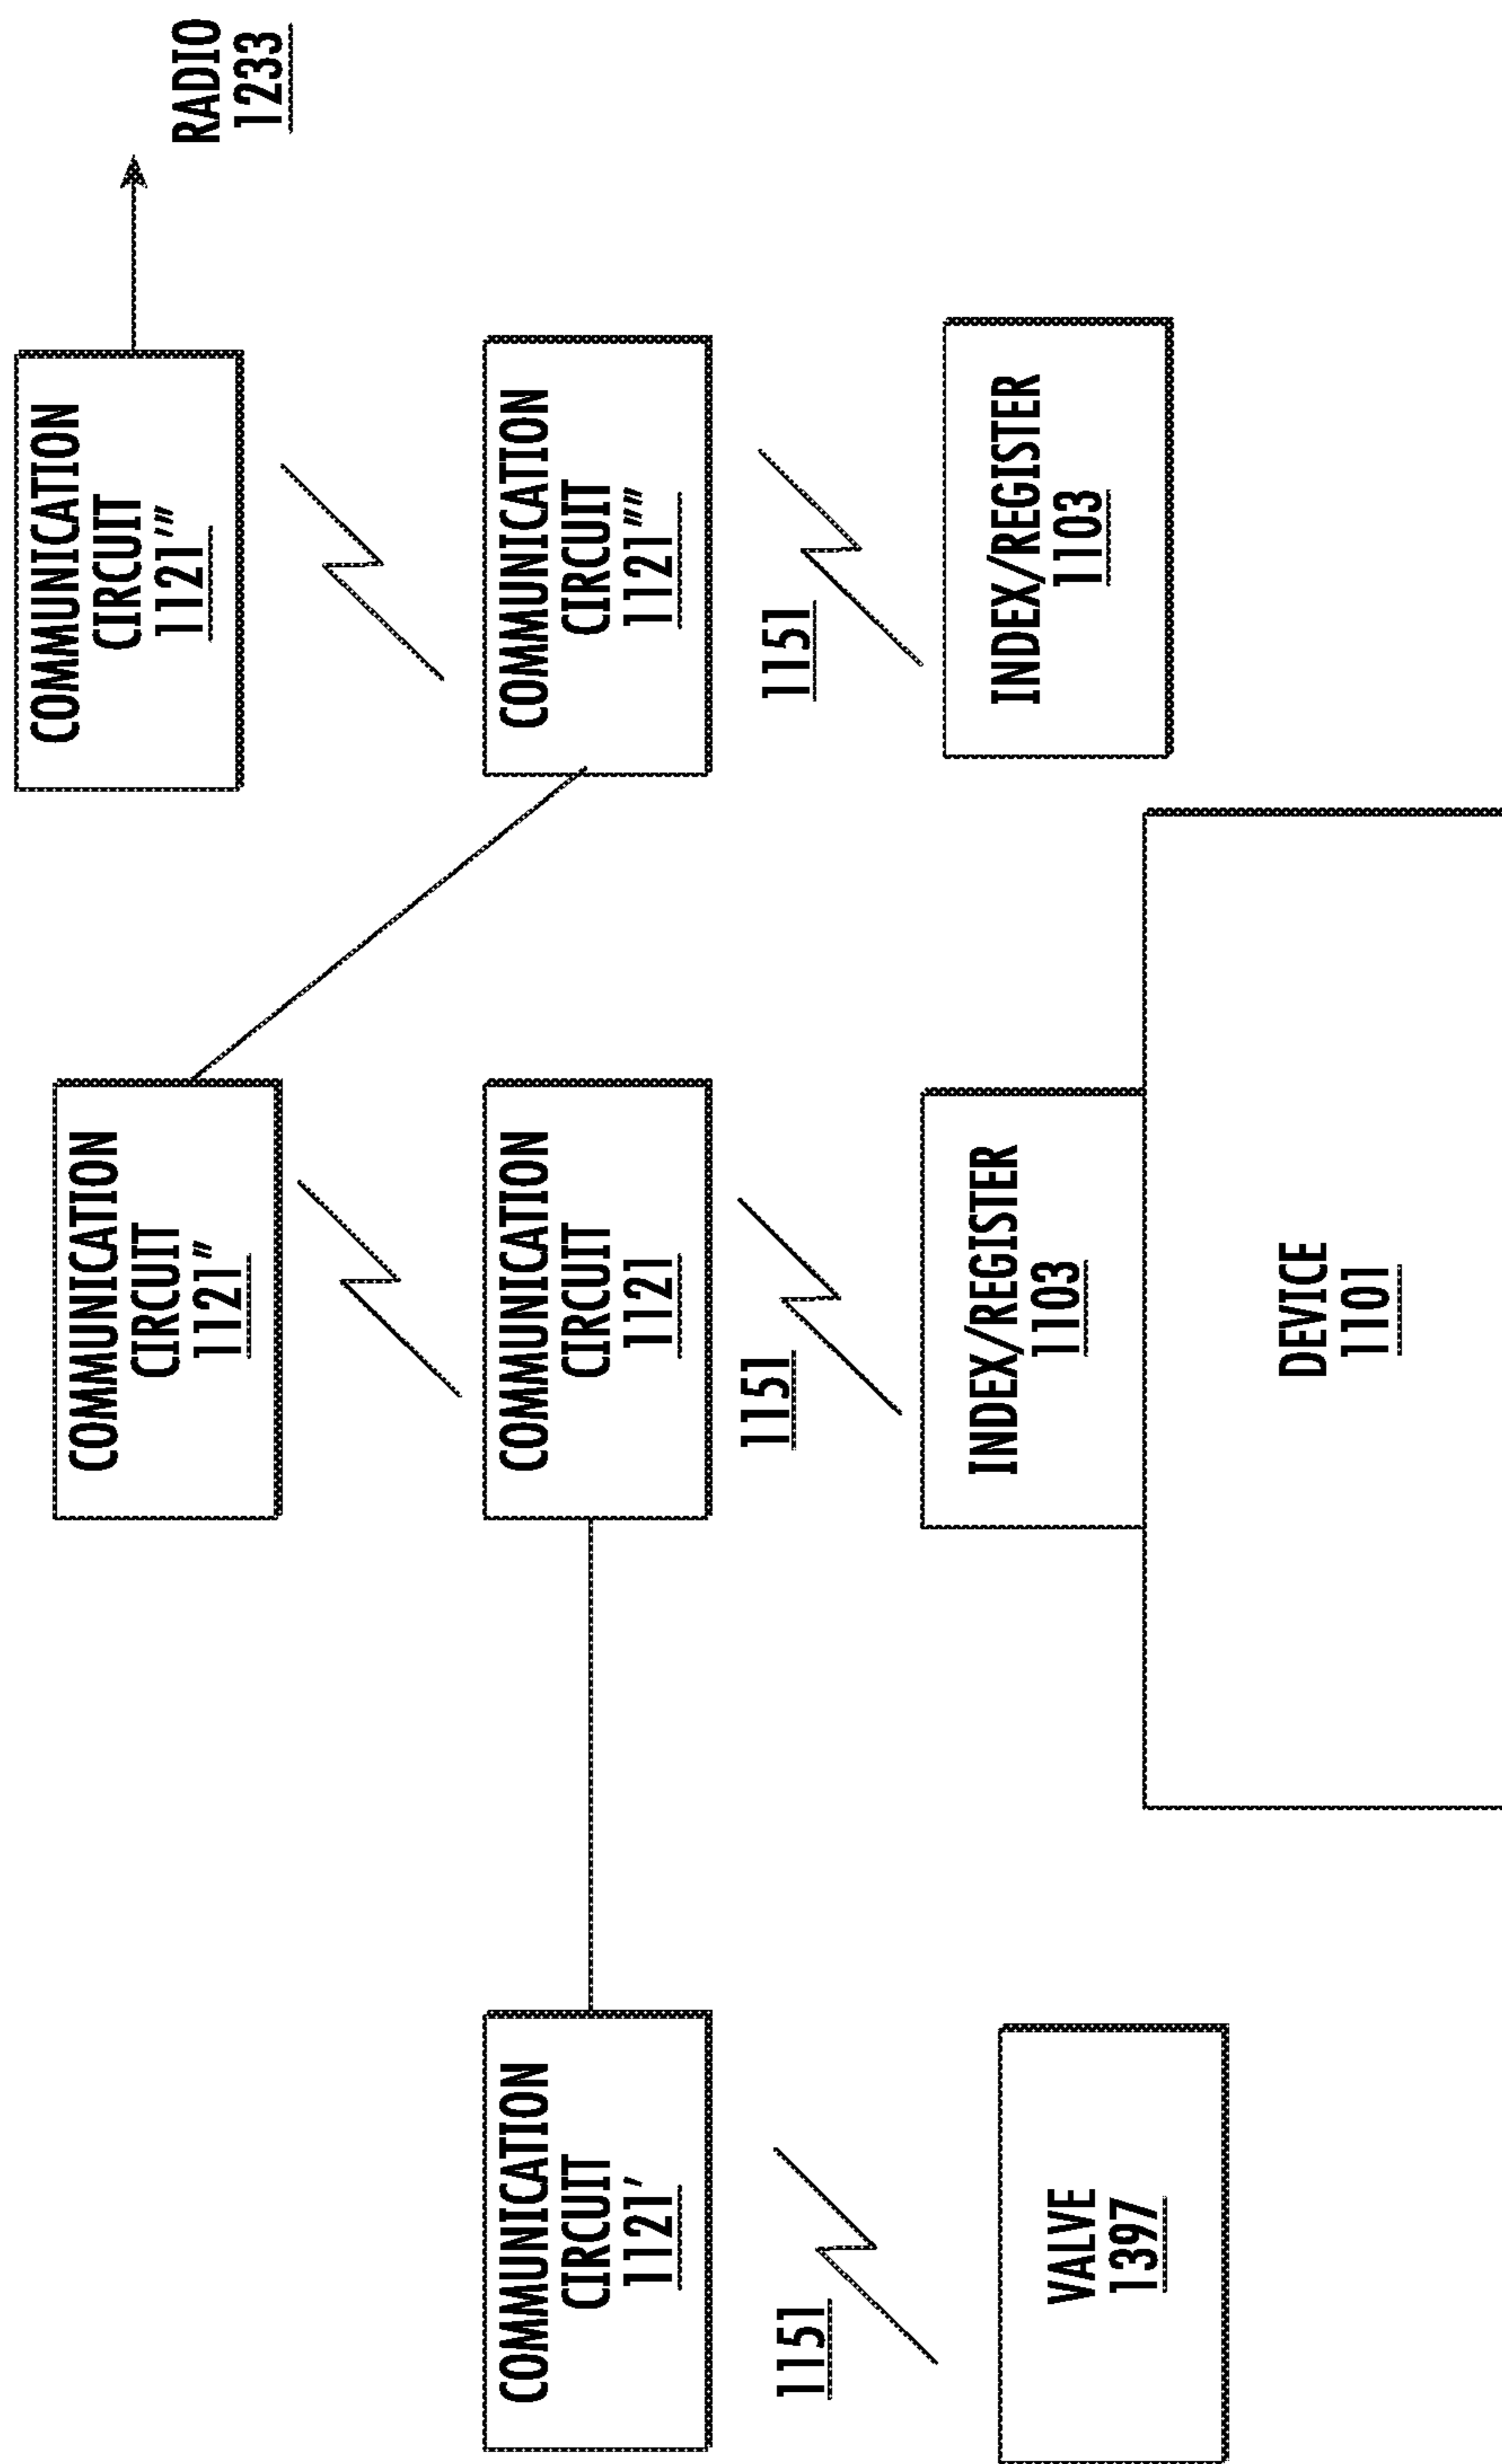 COMMUNICATION
CIRCUIT
1121''
COMMUNICATION
CIRCUIT
1121'''
RADIO
1233
COMMUNICATION
CIRCUIT
1121'
COMMUNICATION
CIRCUIT
1121
COMMUNICATION
CIRCUIT
1121''''
1151
1151
1151
VALVE
1397
INDEX/REGISTER
1103
INDEX/REGISTER
1103
DEVICE
1101